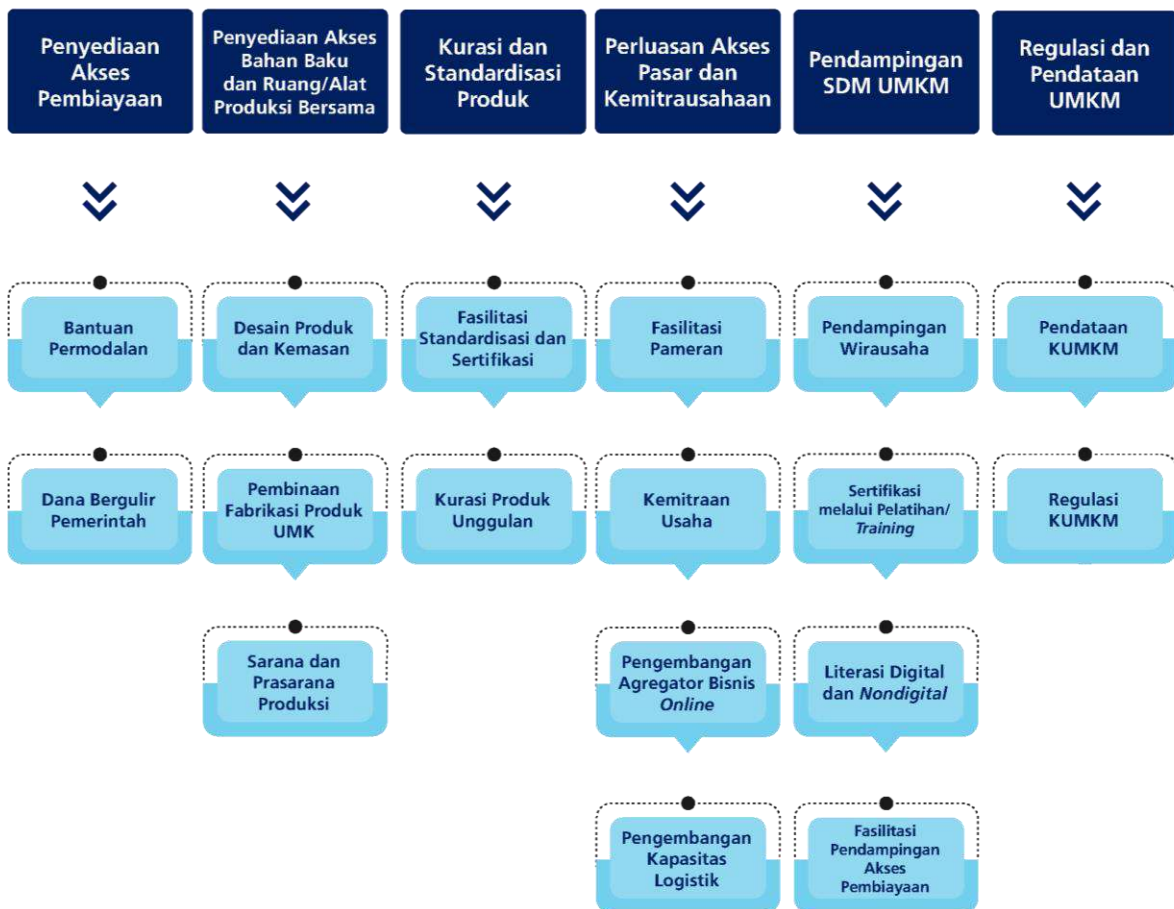 Penyediaan
Akses
Pembiayaan
Penyediaan Akses
Bahan Baku
dan Ruang/Alat
Produksi Bersama
Kurasi dan
Standardisasi
Produk
Perluasan Akses
Pasar dan
Kemitrausahaan
Pendampingan
SDM UMKM
Regulasi dan
Pendataan
UMKM
Bantuan
Permodalan
Desain Produk
dan Kemasan
Fasilitasi
Standardisasi dan
Sertifikasi
Fasilitasi
Pameran
Pendampingan
Wirausaha
Pendataan
KUMKM
Dana Bergulir
Pemerintah
Pembinaan
Fabrikasi Produk
UMK
Kurasi Produk
Unggulan
Kemitraan
Usaha
Sertifikasi
melalui Pelatihan/
Training
Regulasi
KUMKM
Sarana dan
Prasarana
Produksi
Pengembangan
Agregator Bisnis
Online
Literasi Digital
dan Nondigital
Pengembangan
Kapasitas
Logistik
Fasilitasi
Pendampingan
Akses
Pembiayaan